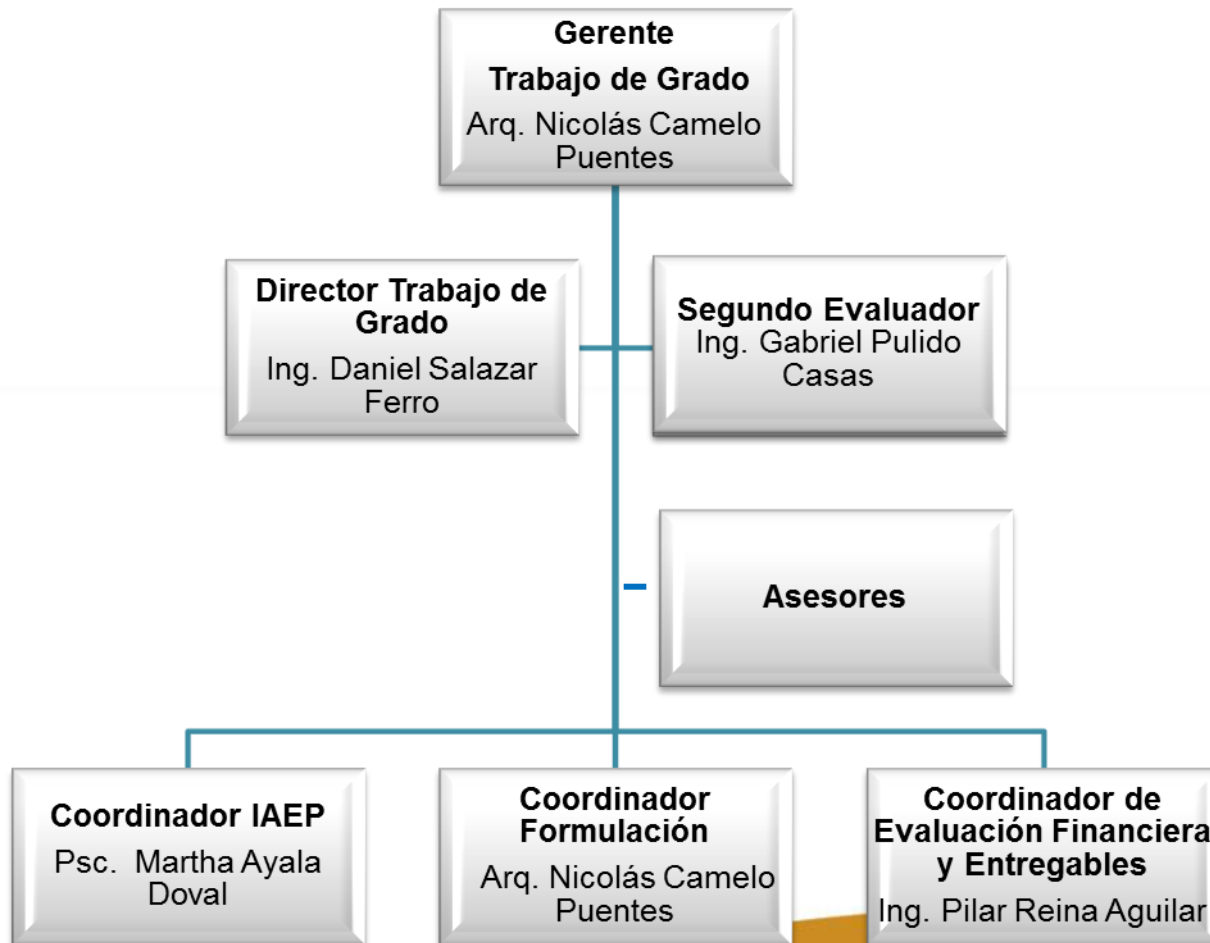 Gerente
Trabajo de Grado
Arq. Nicolás Camelo
Puentes
Director Trabajo de
Grado
Ing. Daniel Salazar
Ferro
Segundo Evaluador
Ing. Gabriel Pulido
Casas
Asesores
Coordinador IAEP
Psc.  Martha Ayala
Doval
Coordinador
Formulación
Arq. Nicolás Camelo
Puentes
Coordinador de
Evaluación Financiera
y Entregables
Ing. Pilar Reina Aguilar